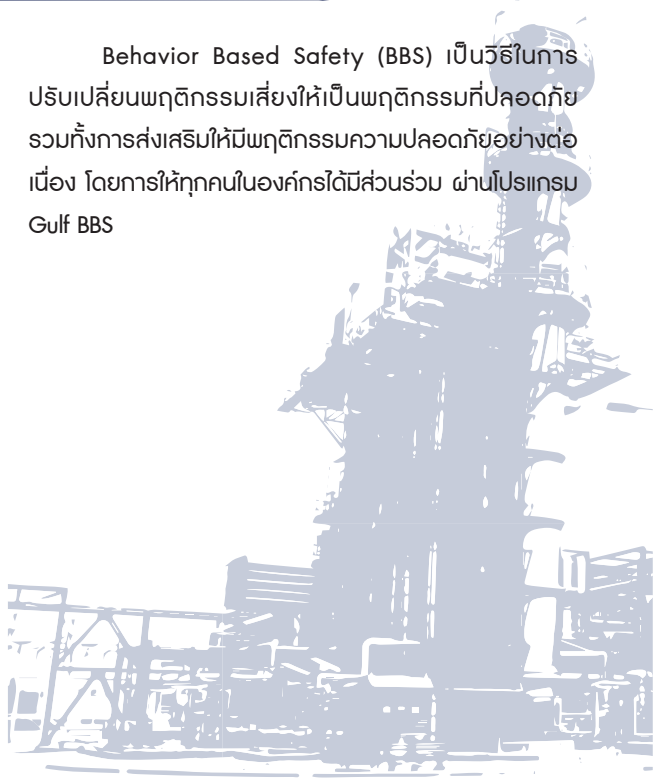 Behavior Based Safety (BBS) เป็นวิธีในการ
ปรับเปลี่ยนพฤติกรรมเสี่ยงให้เป็นพฤติกรรมที่ปลอดภัย
รวมทั้งการส่งเสริมให้มีพฤติกรรมความปลอดภัยอย่างต่อ
เนื่อง โดยการให้ทุกคนในองค์กรได้มีส่วนร่วม ผ่านโปรแกรม
Gulf BBS